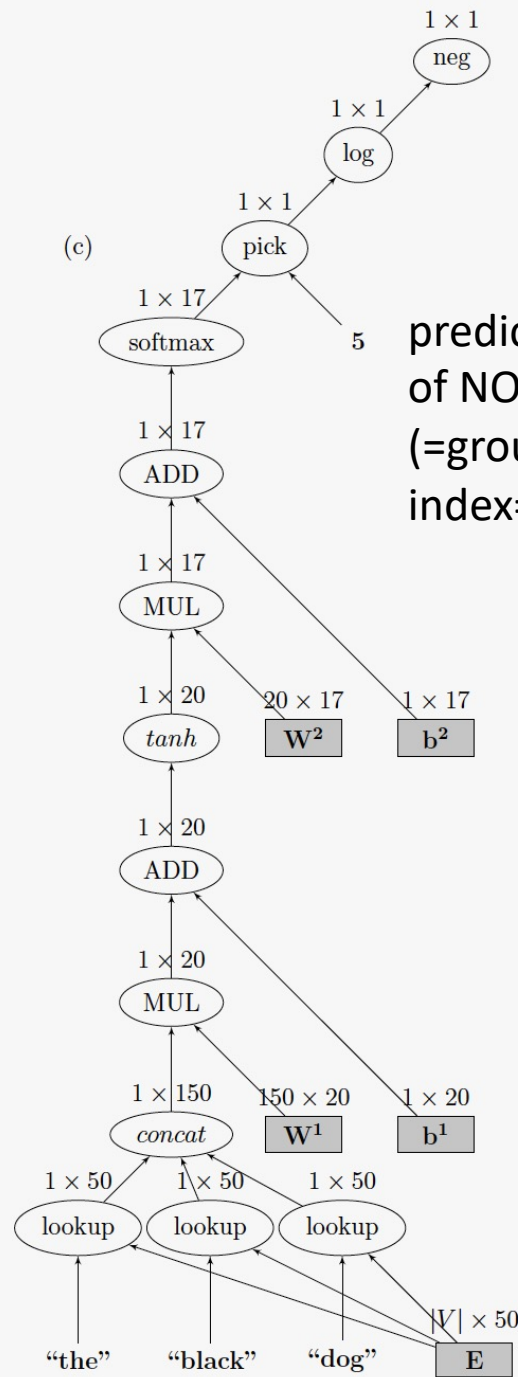 1 × 1
neg
1 × 1
log
1 × 1
(c)
pick
1 × 17
softmax
5
of NO
index=
1 × 17
ADD
1 × 17
MUL
1 × 20
20 × 17
1 × 17
tanh
W²
b²
1 × 20
ADD
1 × 20
MUL
1 × 150
150 × 20
1 × 20
concat
W¹
b¹
1 × 50
1 × 50
1 × 50
lookup
lookup
lookup
|V| × 50
“the”
“black”
“dog”
E